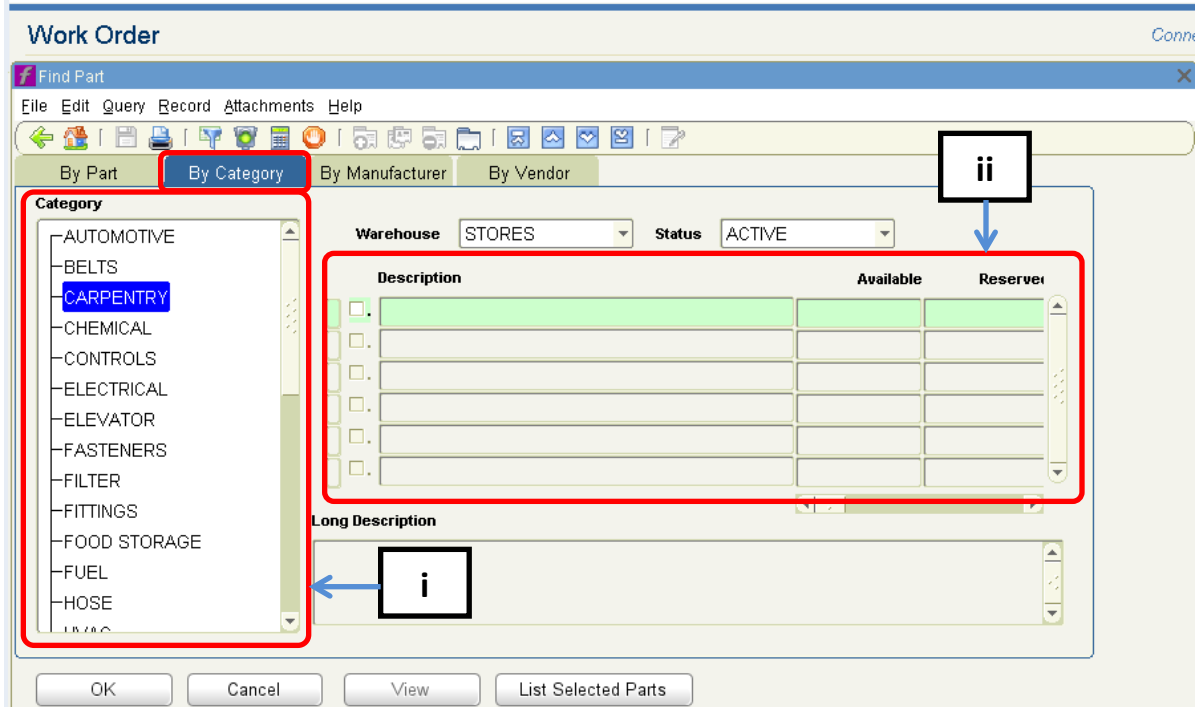 Work Order
Find Part
File Edit Query Record Attachments Help
By Part By Category By Manufacturer By Vendor
ii
Category
AUTOMOTIVE
BELTS
CARPENTRY
CHEMICAL
CONTROLS
ELECTRICAL
ELEVATOR
FASTENERS
FILTER
FITTINGS
FOOD STORAGE
FUEL
HOSE
Warehouse STORES Status ACTIVE
Description Available
Long Description
i
OK Cancel View List Selected Parts